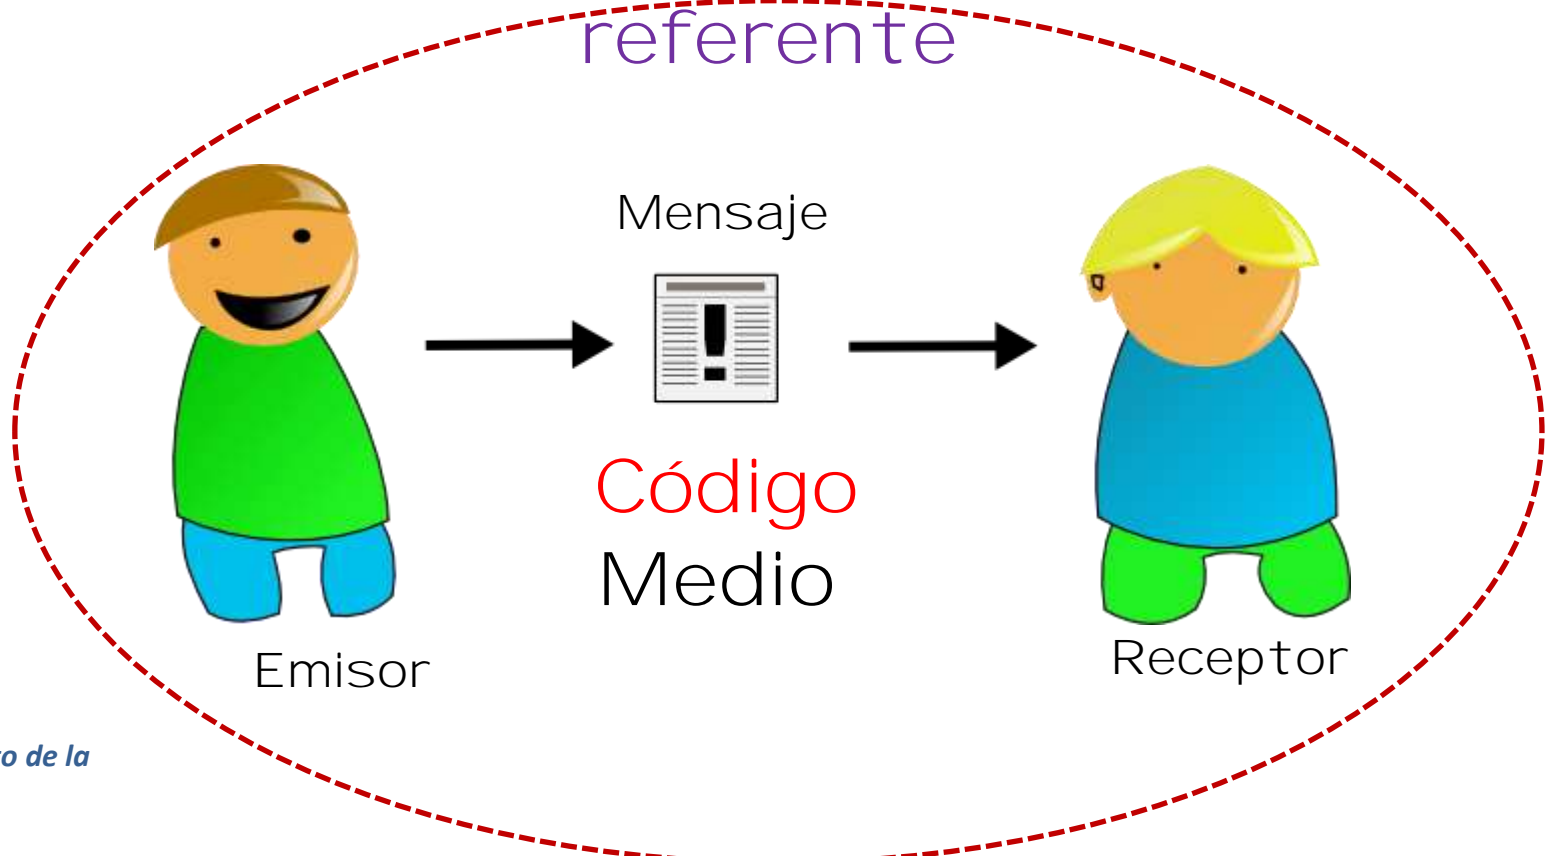 referente
Mensaje
Código
Medio
Emisor
Receptor
o de la